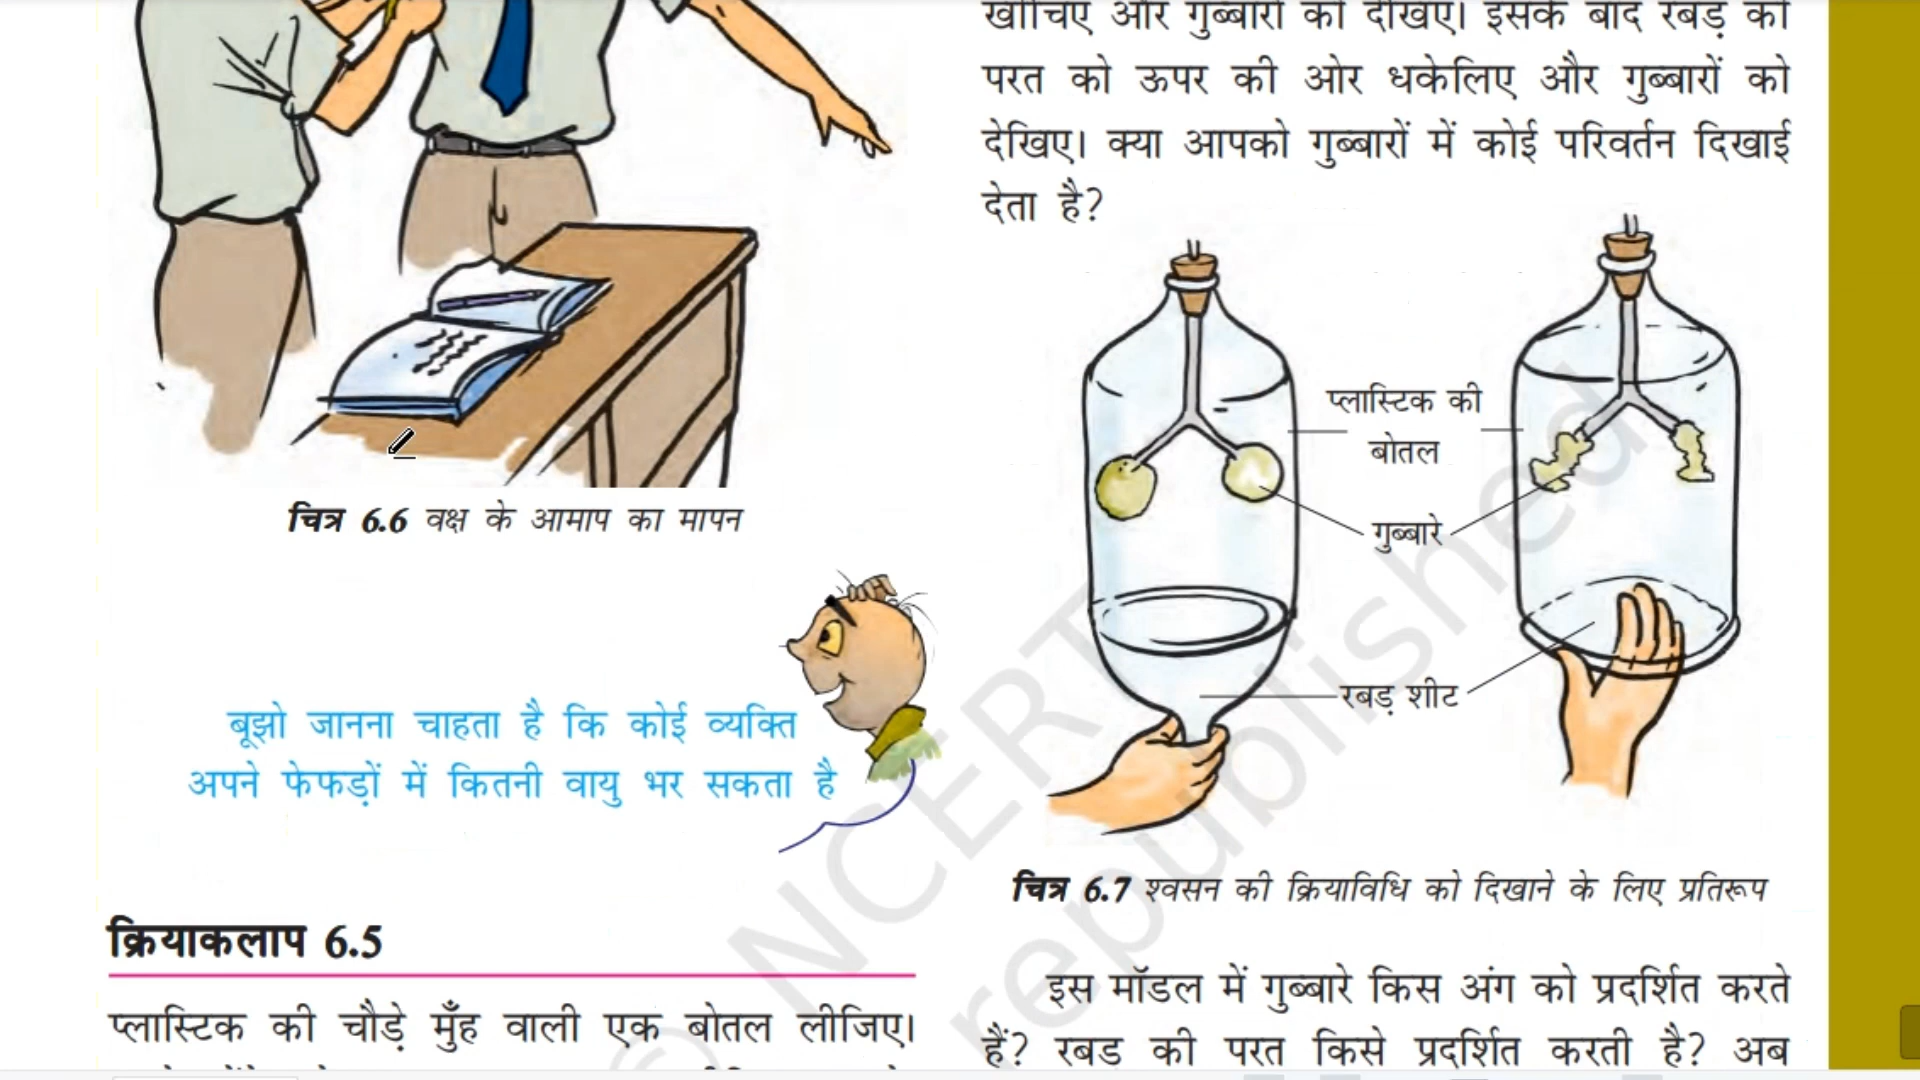 चित्र 6.6 वक्ष के आमाप का मापन
बूझो जानना चाहता है कि कोई व्यक्ति
अपने फेफड़ों में कितनी वायु भर सकता है
क्रियाकलाप 6.5
प्लास्टिक की चौड़े मुँह वाली एक बोतल लीजिए।
खींचिए और गुब्बारों को देखिए। इसके बाद रबड़ की
परत को ऊपर की ओर धकेलिए और गुब्बारों को
देखिए। क्या आपको गुब्बारों में कोई परिवर्तन दिखाई
देता है?
प्लास्टिक की
बोतल
गुब्बारे
रबड़ शीट
चित्र 6.7 श्वसन की क्रियाविधि को दिखाने के लिए प्रतिरूप
इस मॉडल में गुब्बारे किस अंग को प्रदर्शित करते
हैं? रबड की परत किसे प्रदर्शित करती है? अब
© NCERT
republished